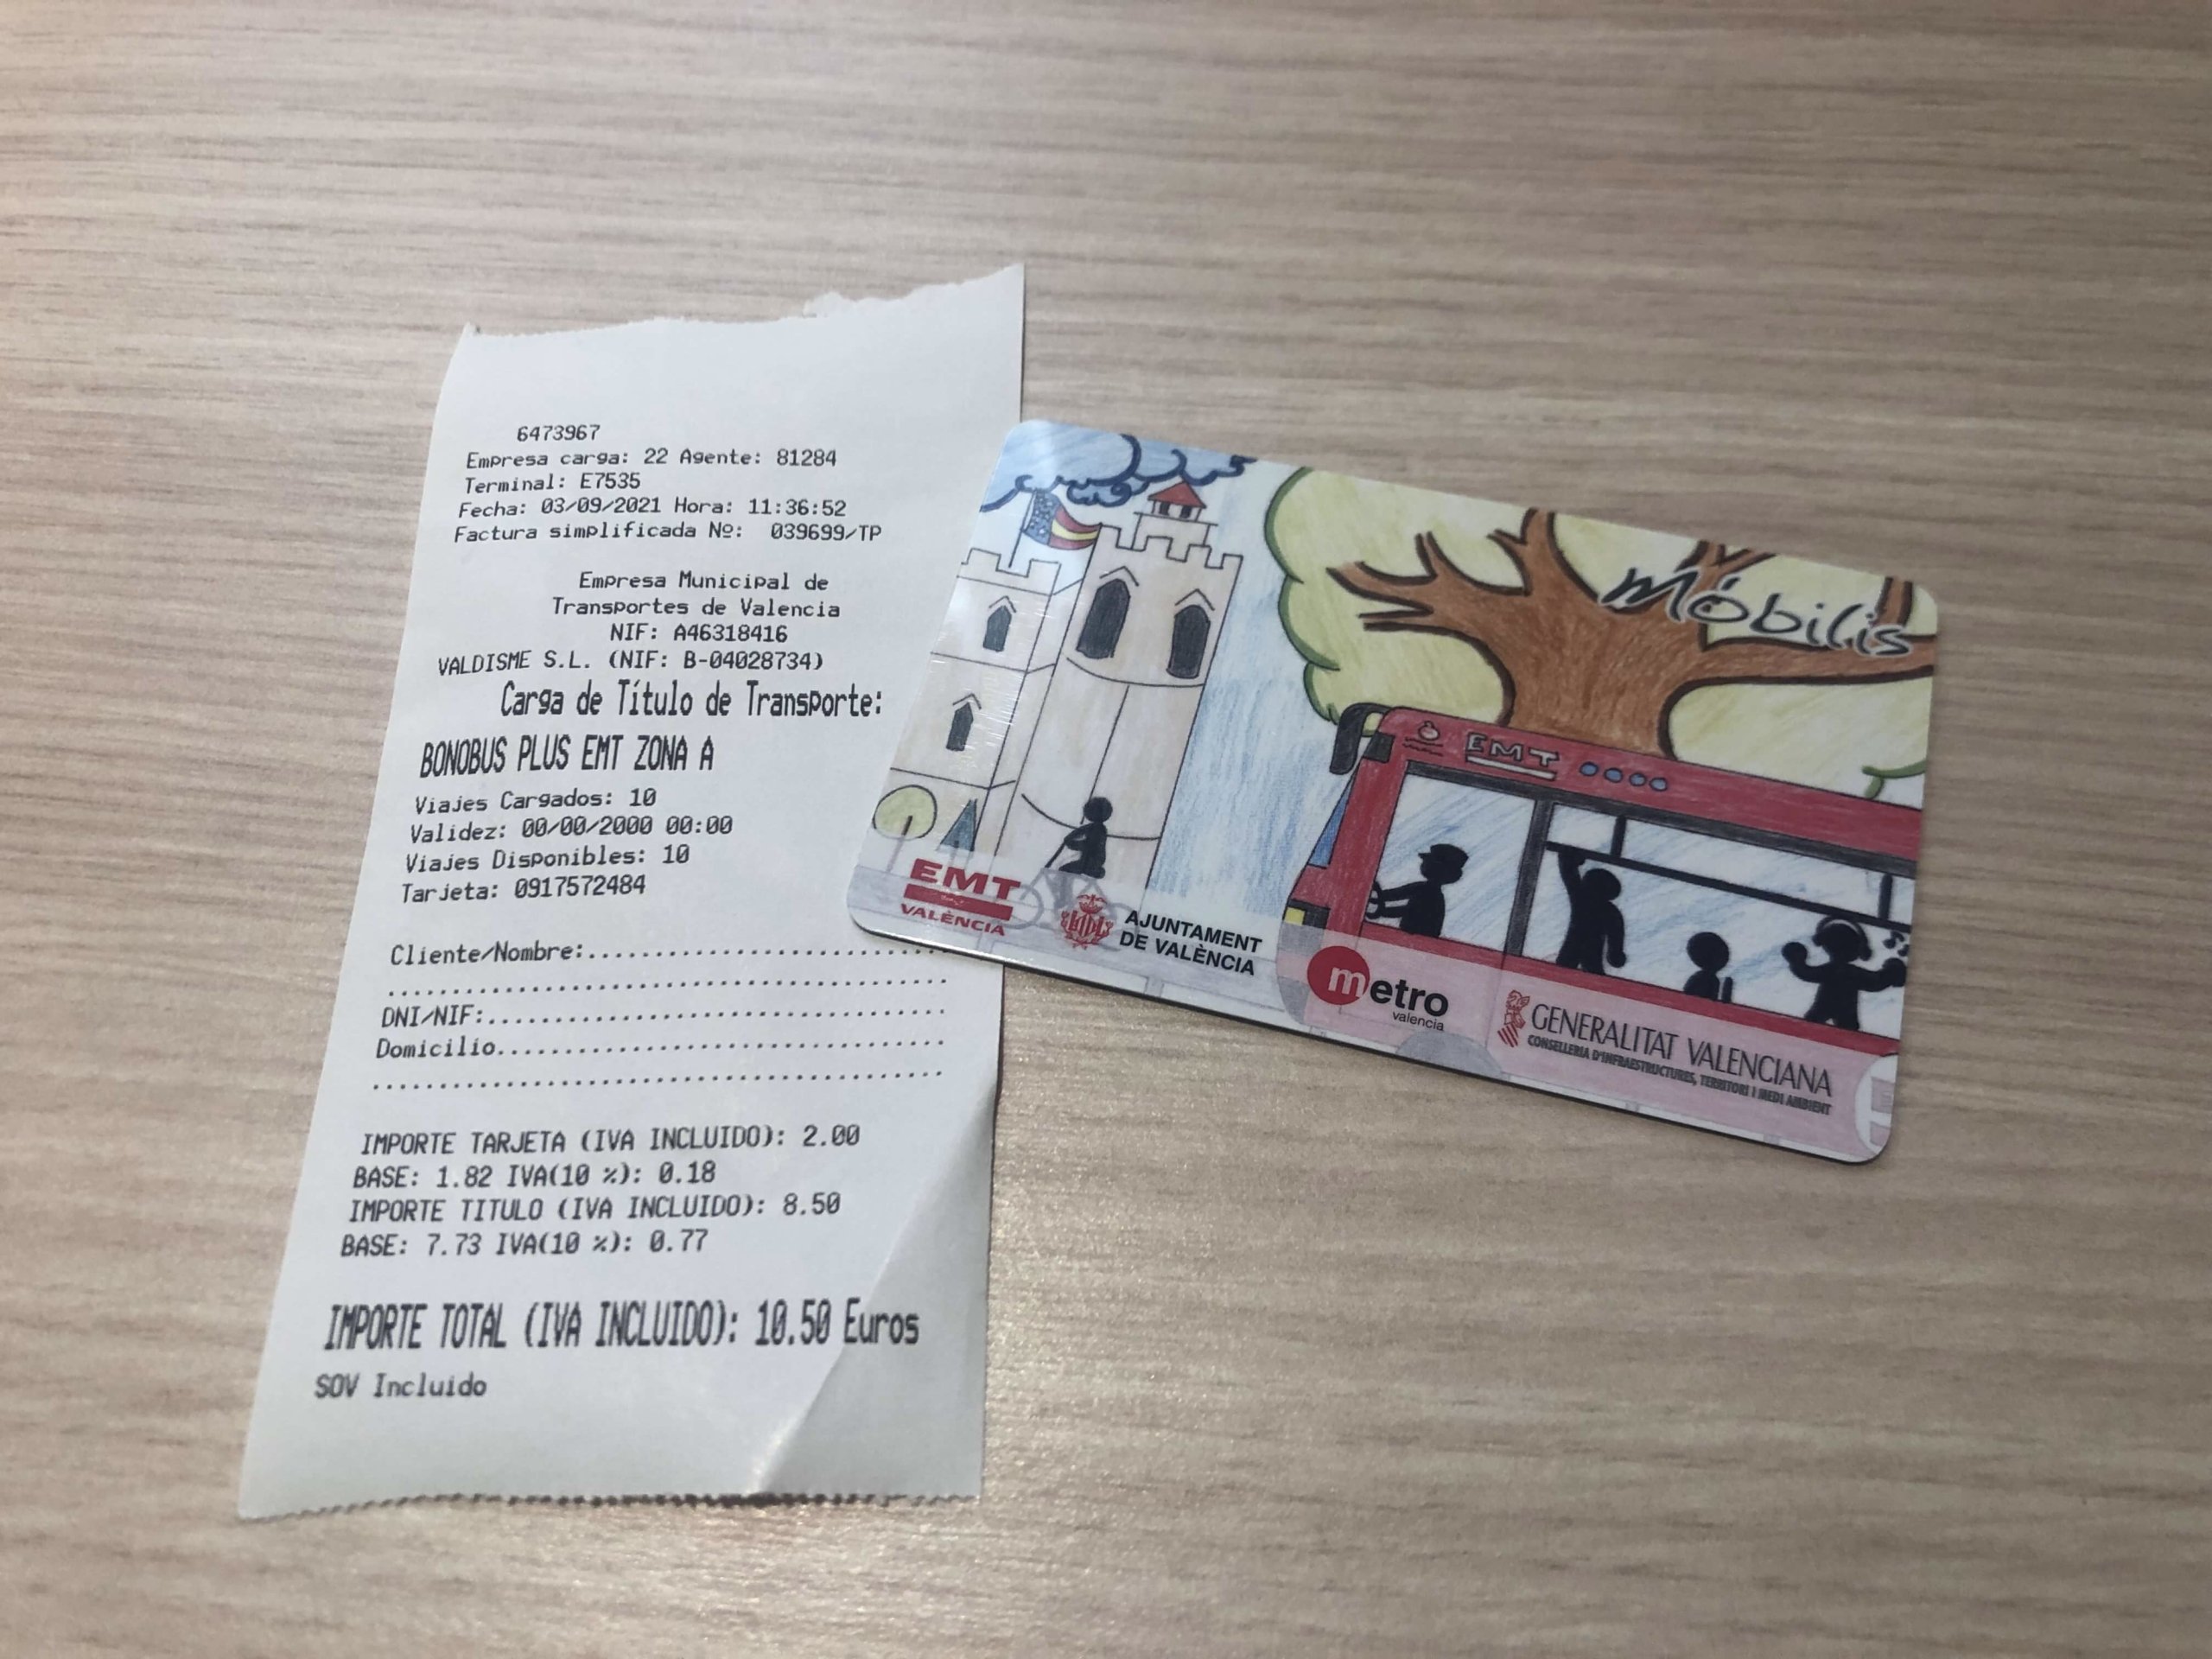 6473967
Empresa carga: 22 Agente: 81284
Terminal: E7535
Fecha: 03/09/2021 Hora: 11:36:52
Factura simplificada Nº: 039699/TP
Empresa Municipal de
Transportes de Valencia
NIF: A46318416
VALDISME S.L. (NIF: B-04028734)
Carga de Título de Transporte:
BONOBUS PLUS EMT ZONA A
Viajes Cargados: 10
Validez: 00/00/2000 00:00
Viajes Disponibles: 10
Tarjeta: 0917572484
Cliente/Nombre:..........................
..........................................
DNI/NIF:..................................
Domicilio.................................
...........................................
IMPORTE TARJETA (IVA INCLUIDO): 2.00
BASE: 1.82 IVA(10 %): 0.18
IMPORTE TITULO (IVA INCLUIDO): 8.50
BASE: 7.73 IVA(10 %): 0.77
IMPORTE TOTAL (IVA INCLUIDO): 10.50 Euros
SOV Incluido
Móbilis
EMT
EMT
VALÈNCIA
AJUNTAMENT
DE VALÈNCIA
metro
valencia
GENERALITAT VALENCIANA
CONSELLERIA D'INFRAESTRUCTURES, TERRITORI I MEDI AMBIENT